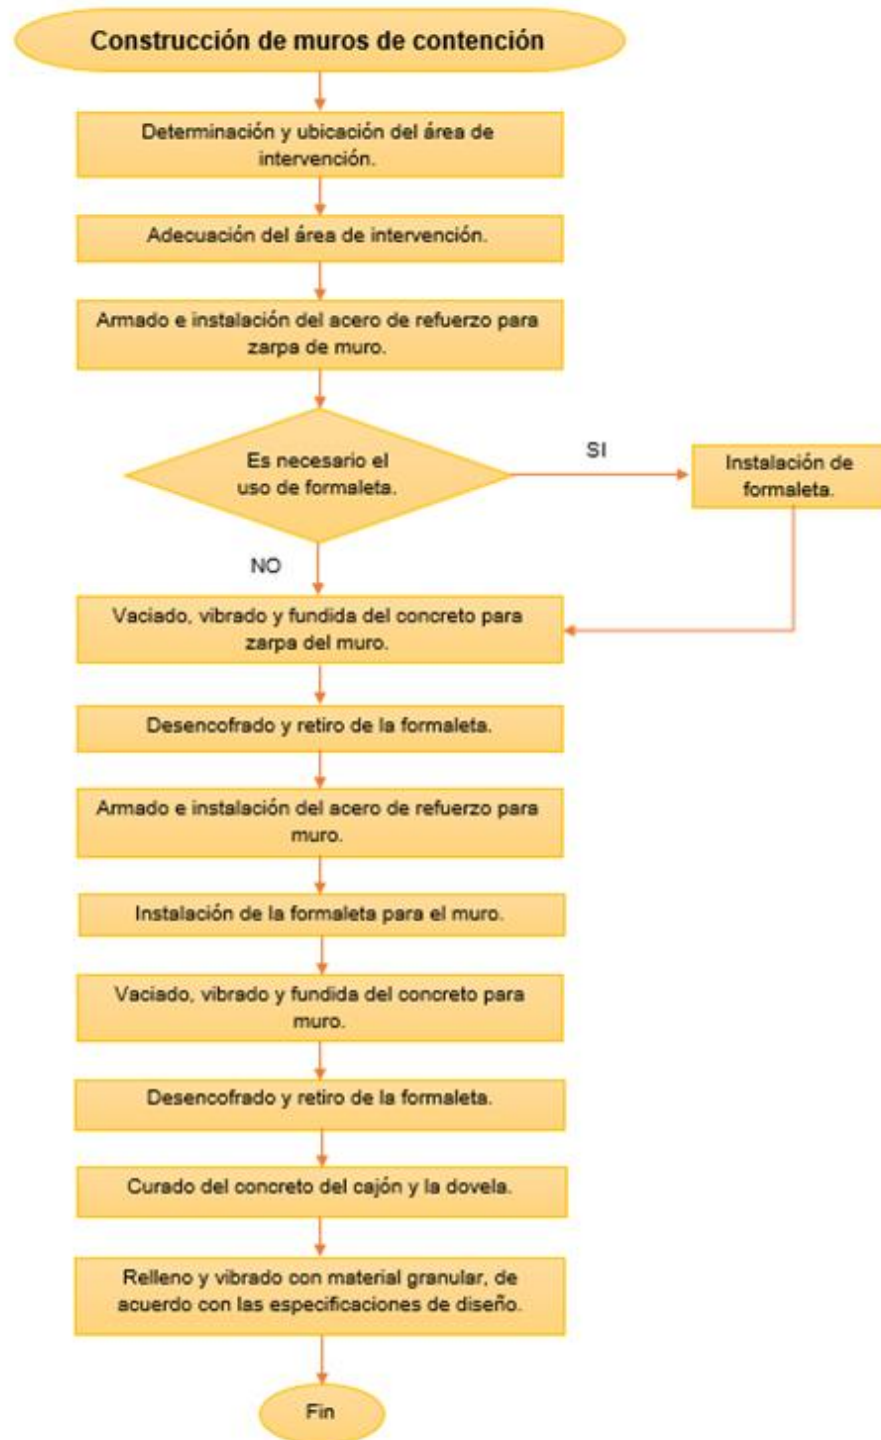 Construcción de muros de contención
Determinación y ubicación del área de
intervención.
Adecuación del área de intervención.
Armado e instalación del acero de refuerzo para
zarpa de muro.
Es necesario el
uso de formaleta.
SI
Instalación de
formaleta.
NO
Vaciado, vibrado y fundida del concreto para
zarpa del muro.
Desencofrado y retiro de la formaleta.
Armado e instalación del acero de refuerzo para
muro.
Instalación de la formaleta para el muro.
Vaciado, vibrado y fundida del concreto para
muro.
Desencofrado y retiro de la formaleta.
Curado del concreto del cajón y la dovela.
Relleno y vibrado con material granular, de
acuerdo con las especificaciones de diseño.
Fin